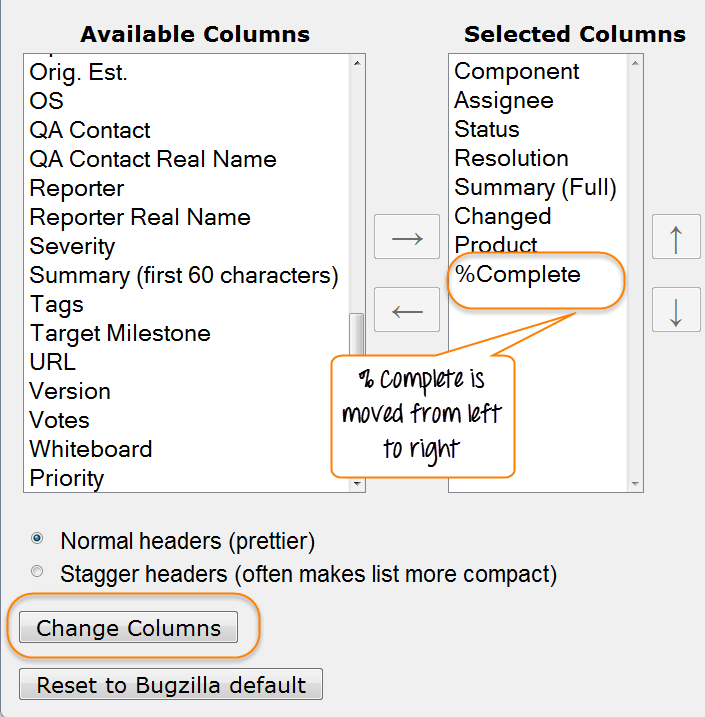 Available Columns
Orig. Est.
OS
QA Contact
QA Contact Real Name
Reporter
Reporter Real Name
Severity
Summary (first 60 characters)
Tags
Target Milestone
URL
Version
Votes
Whiteboard
Priority
Selected Columns
Component
Assignee
Status
Resolution
Summary (Full)
Changed
Product
%Complete
% Complete is
moved from left
to right
Normal headers (prettier)
Stagger headers (often makes list more compact)
Change Columns
Reset to Bugzilla default